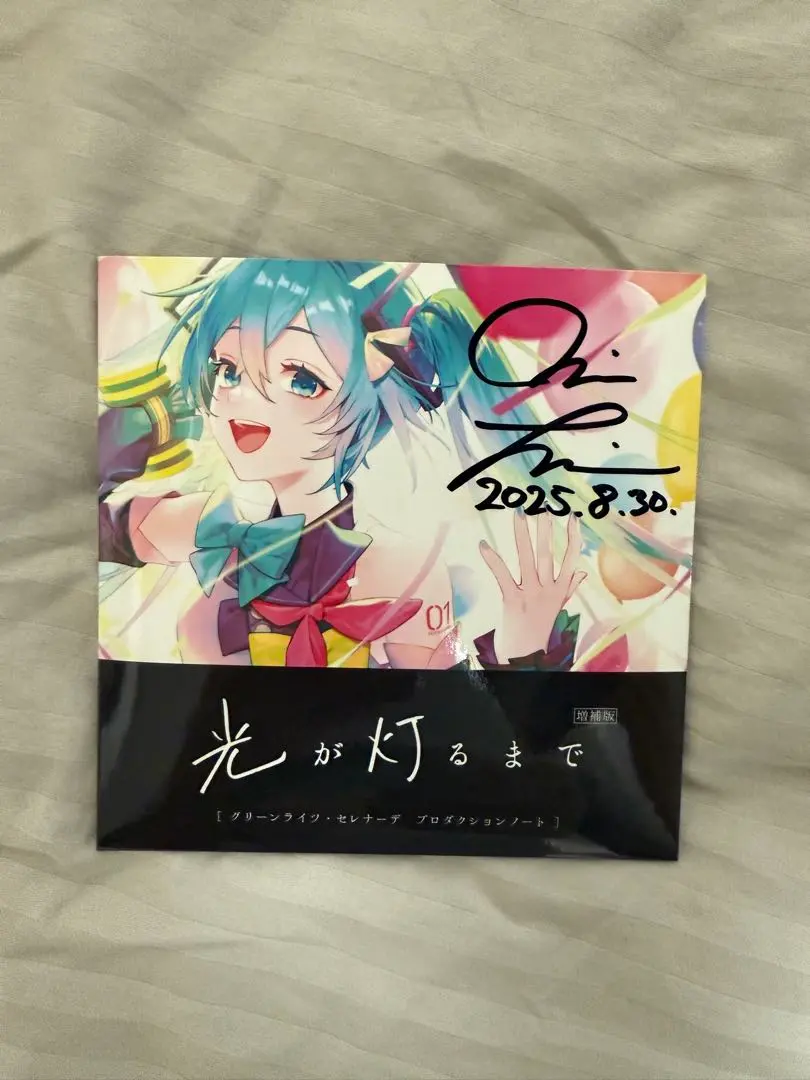 2025.8.30.
01
増補版
光が灯るまで
[ グリーンライツ・セレナーデ プロダクションノート ]